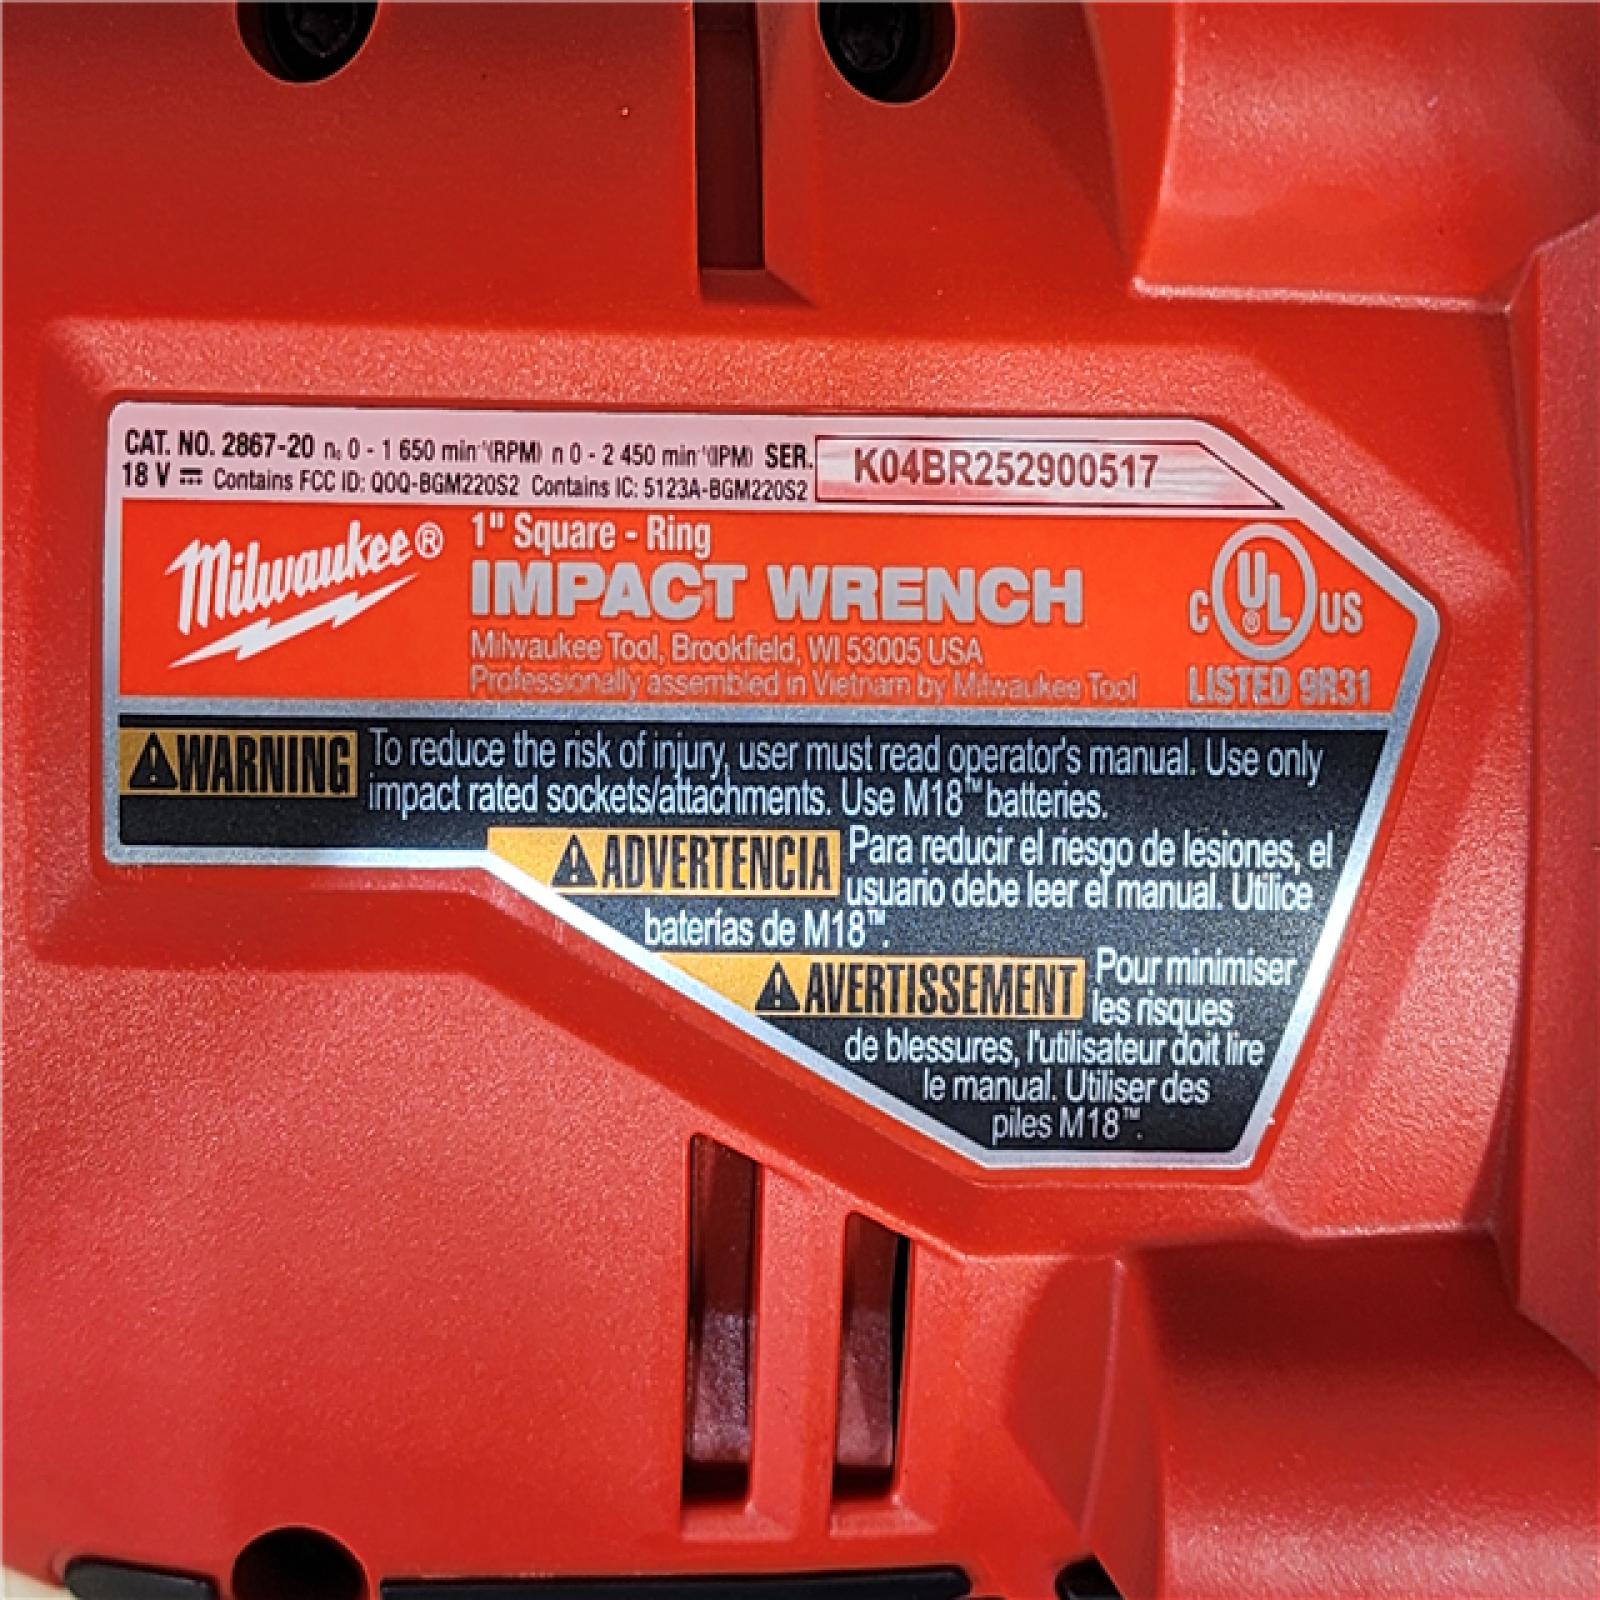 CAT. NO. 2867-20 n₀ 0 - 1 650 min⁻¹(RPM) n 0 - 2 450 min⁻¹(IPM) SER. K04BR252900517
18 V ⎓ Contains FCC ID: QOQ-BGM220S2 Contains IC: 5123A-BGM220S2
Milwaukee®
1" Square - Ring
IMPACT WRENCH
Milwaukee Tool, Brookfield, WI 53005 USA
Professionally assembled in Vietnam by Milwaukee Tool
C UL® US
LISTED 9R31
⚠WARNING To reduce the risk of injury, user must read operator's manual. Use only
impact rated sockets/attachments. Use M18™ batteries.
⚠ADVERTENCIA Para reducir el riesgo de lesiones, el
usuario debe leer el manual. Utilice
baterías de M18™.
⚠AVERTISSEMENT Pour minimiser
les risques
de blessures, l'utilisateur doit lire
le manual. Utiliser des
piles M18™.